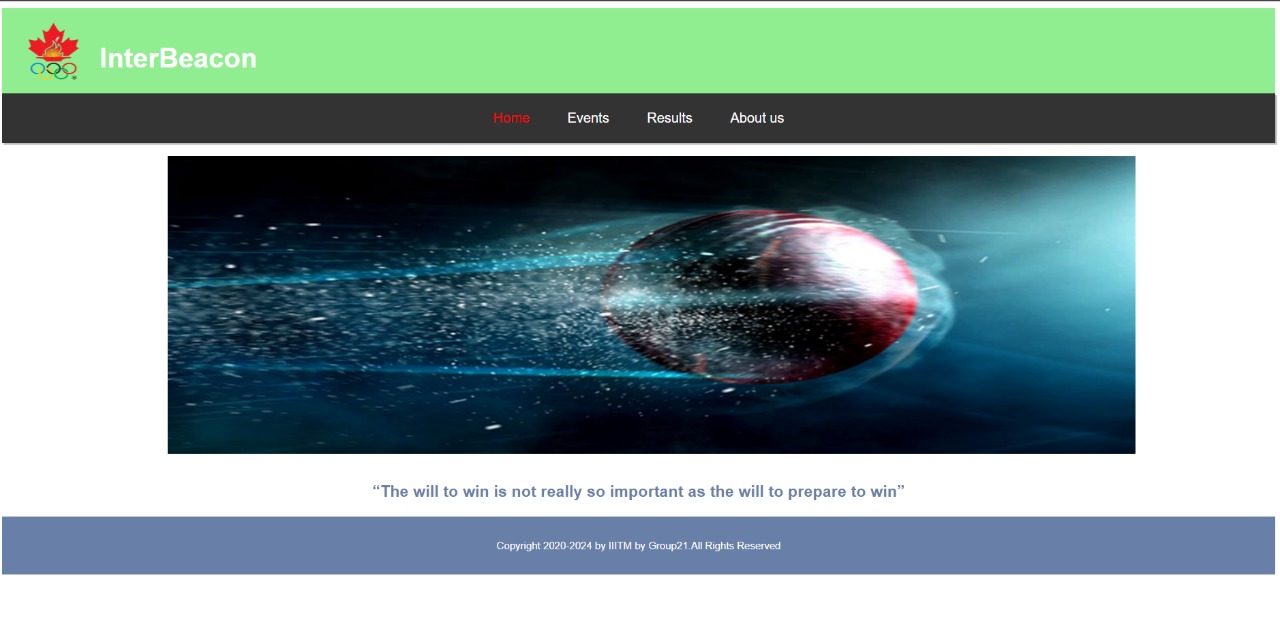 InterBeacon
Home Events Results About us
“The will to win is not really so important as the will to prepare to win”
Copyright 2020-2024 by IIITM by Group21.All Rights Reserved